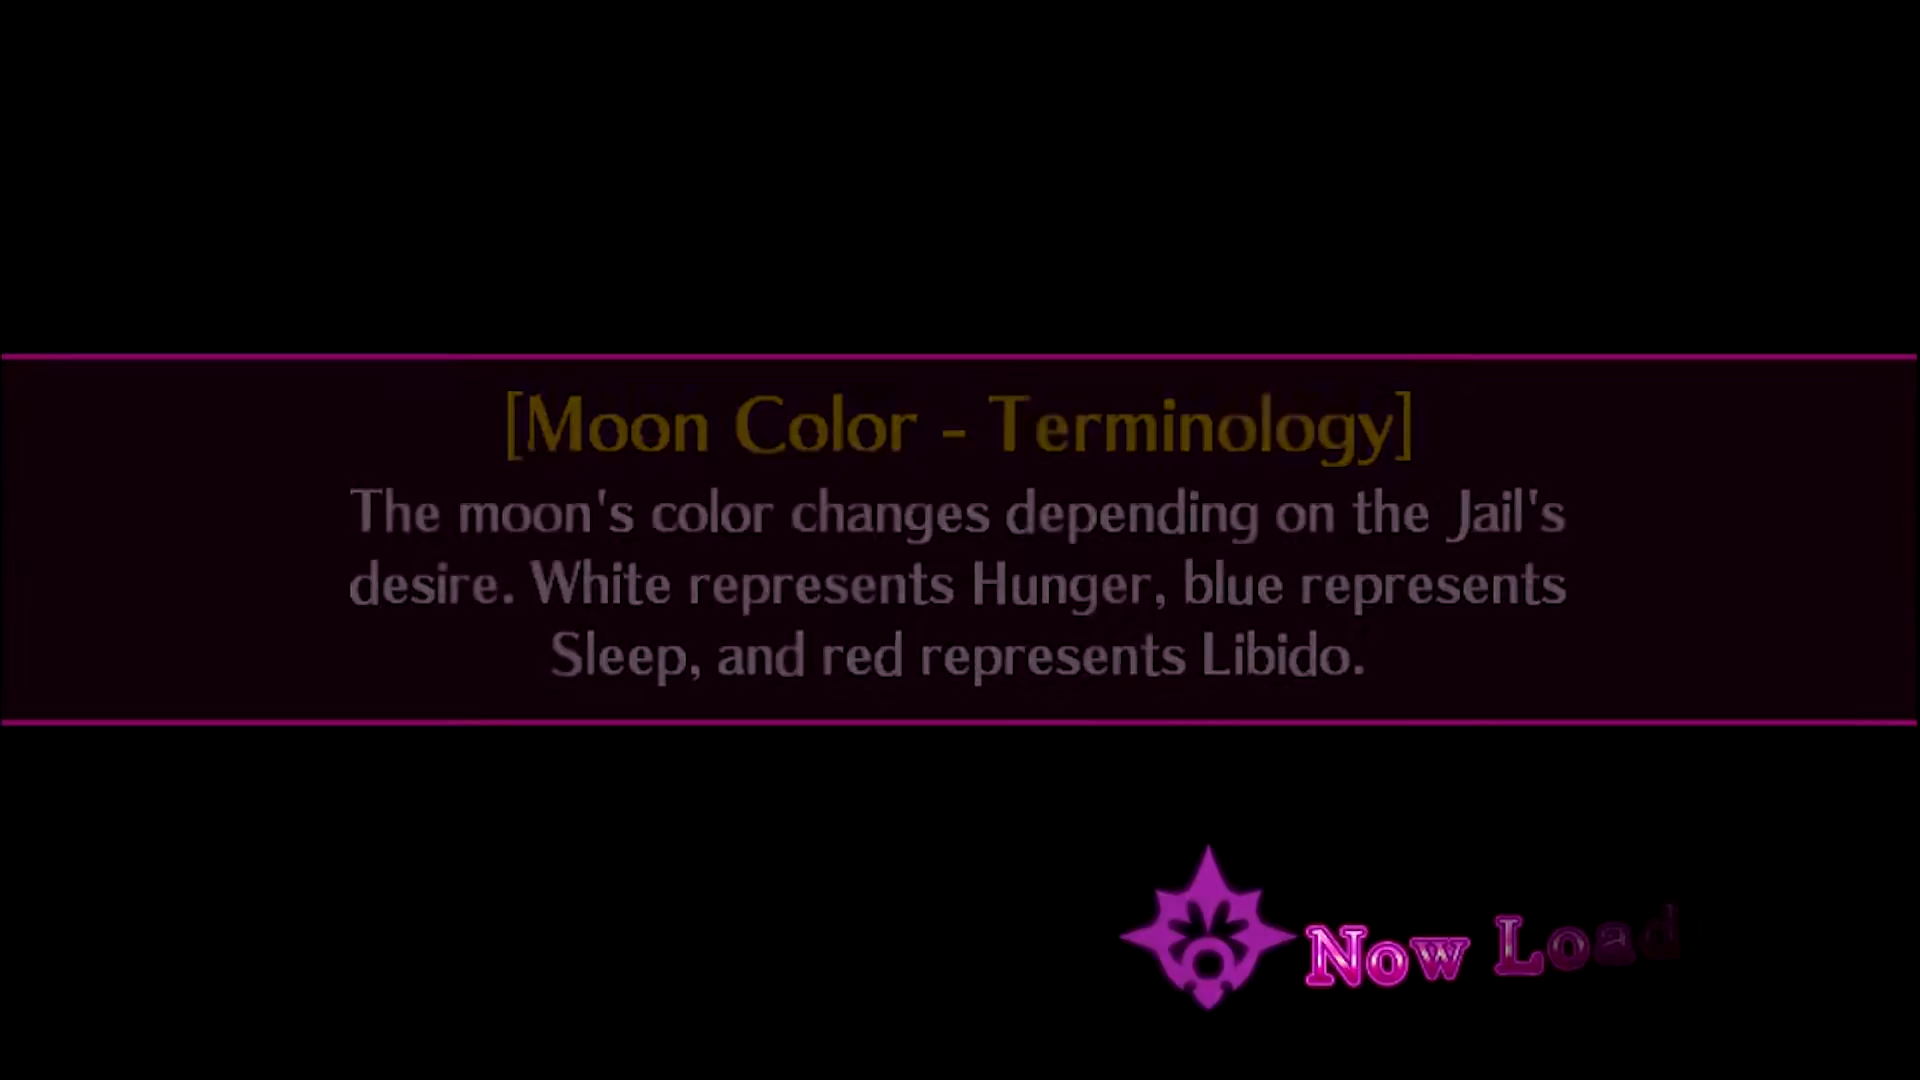 [Moon Color - Terminology]
The moon's color changes depending on the Jail's
desire. White represents Hunger, blue represents
Sleep, and red represents Libido.
Now Load